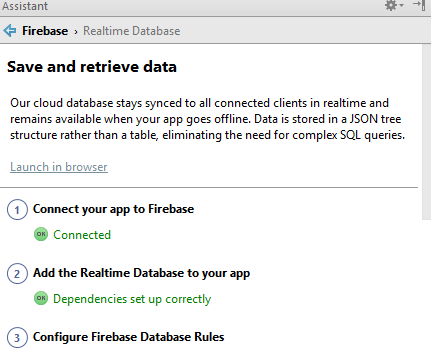 Assistant
Firebase › Realtime Database
Save and retrieve data
Our cloud database stays synced to all connected clients in realtime and
remains available when your app goes offline. Data is stored in a JSON tree
structure rather than a table, eliminating the need for complex SQL queries.
Launch in browser
1 Connect your app to Firebase
OK Connected
2 Add the Realtime Database to your app
OK Dependencies set up correctly
3 Configure Firebase Database Rules